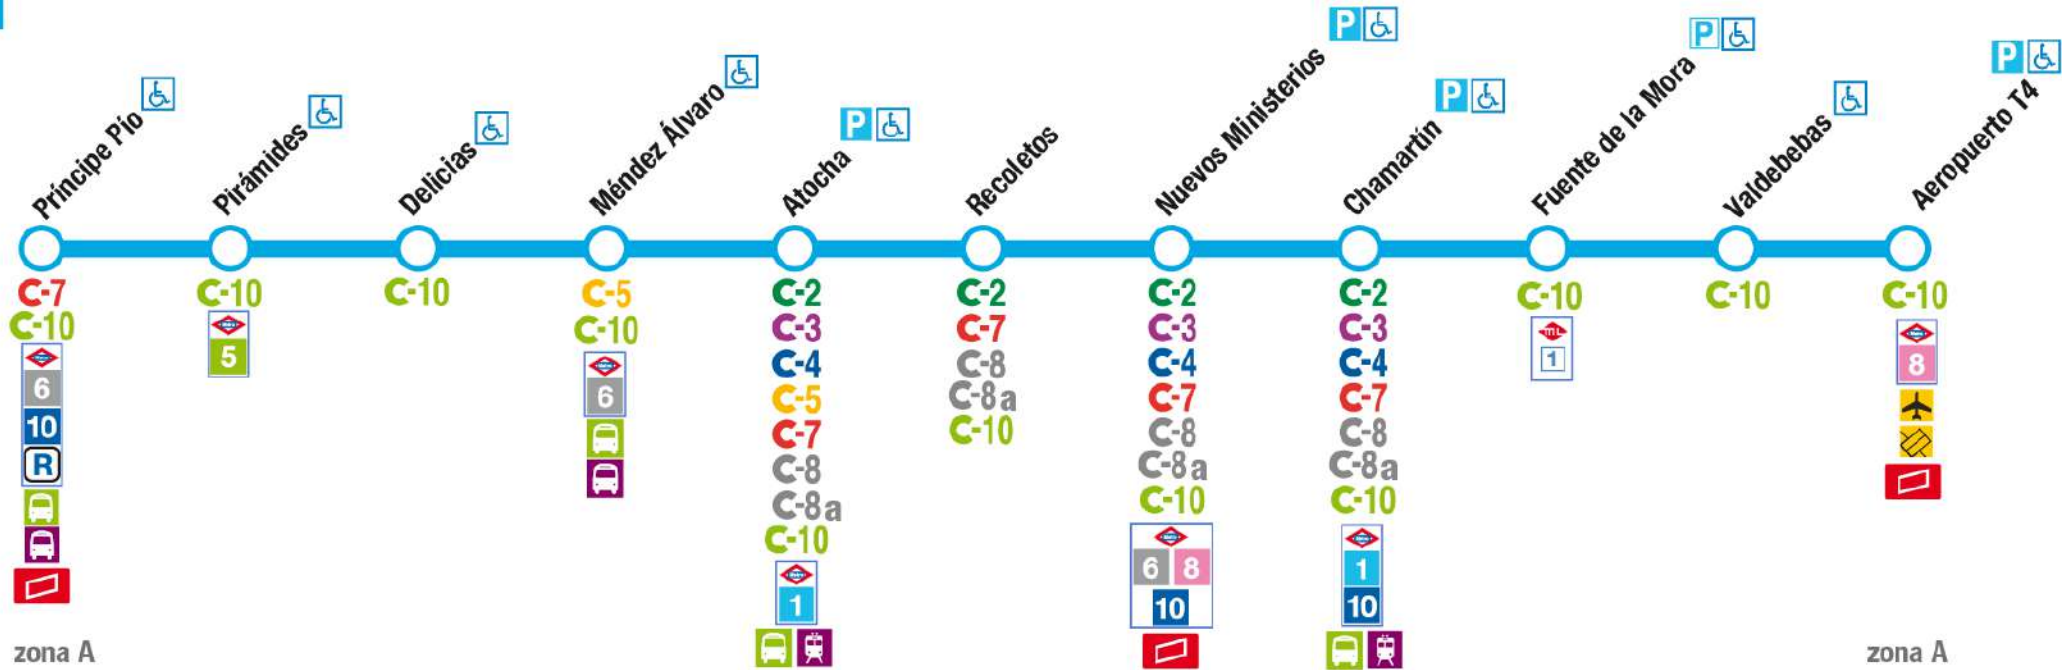 Príncipe Pío
Pirámides
Delicias
Méndez Álvaro
Atocha
Recoletos
Nuevos Ministerios
Chamartín
Fuente de la Mora
Valdebebas
Aeropuerto T4
P
P
P
P
P
C-7
C-10
6
10
R
C-10
5
C-10
C-5
C-10
6
C-2
C-3
C-4
C-5
C-7
C-8
C-8a
C-10
1
C-2
C-7
C-8
C-8a
C-10
C-2
C-3
C-4
C-7
C-8
C-8a
C-10
6 8
10
C-2
C-3
C-4
C-7
C-8
C-8a
C-10
1
10
C-10
mL
1
C-10
C-10
8
zona A
zona A